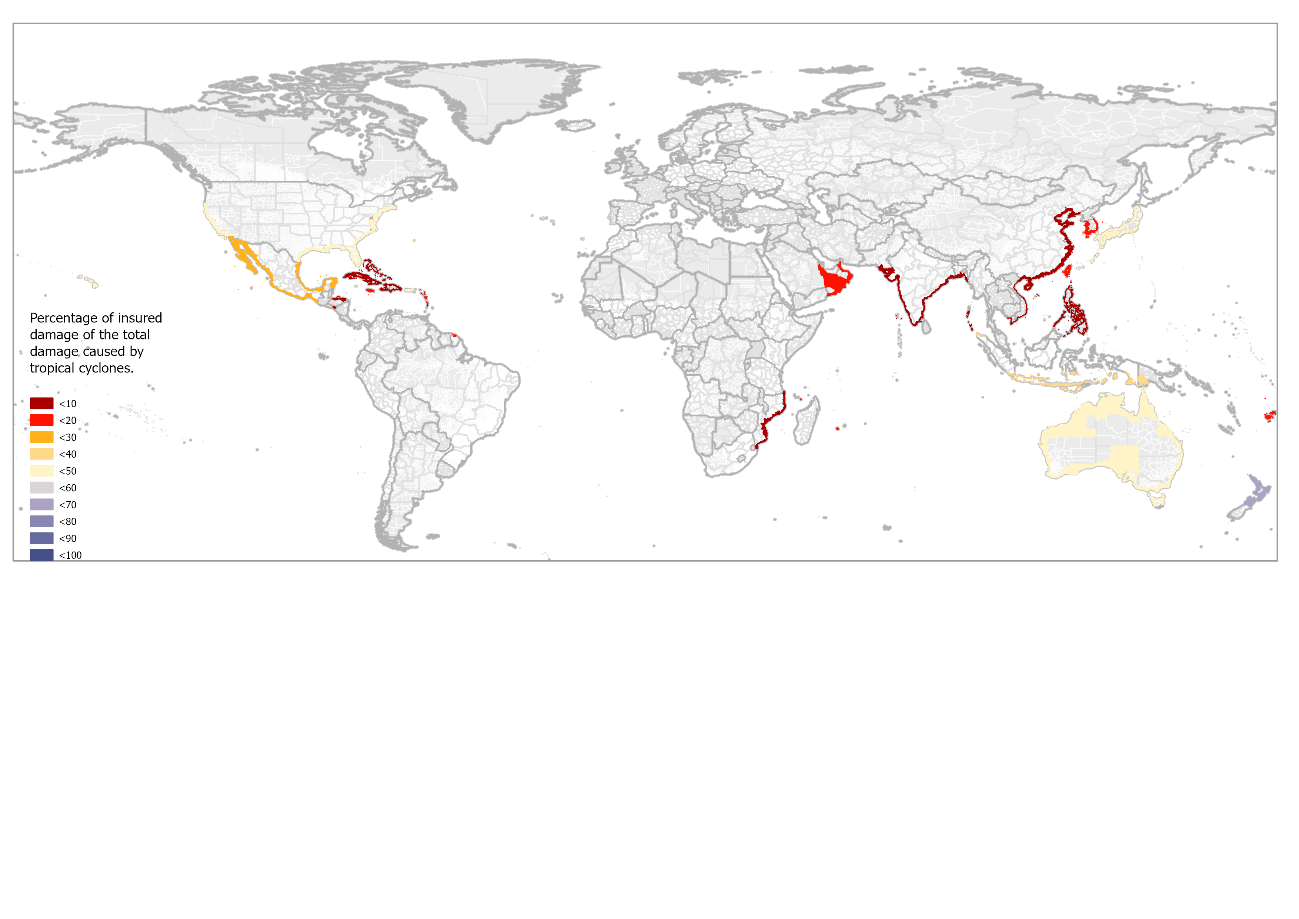 Percentage of insured
damage of the total
damage caused by
tropical cyclones.
<10
<20
<30
<40
<50
<60
<70
<80
<90
<100